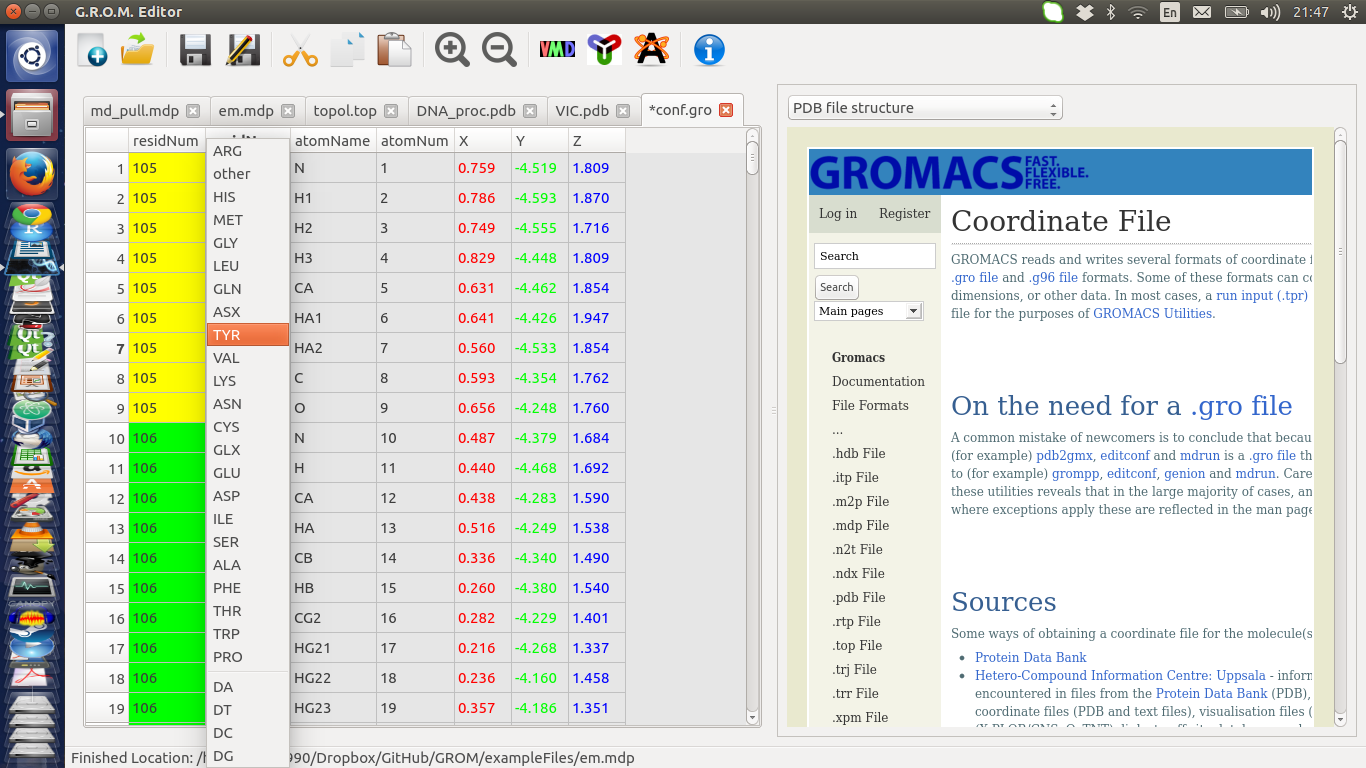 G.R.O.M. Editor
En
21:47
VMD
md_pull.mdp
em.mdp
topol.top
DNA_proc.pdb
VIC.pdb
*conf.gro
residNum atomName atomNum X Y Z
1 105 N 1 0.759 -4.519 1.809
2 105 H1 2 0.786 -4.593 1.870
3 105 H2 3 0.749 -4.555 1.716
4 105 H3 4 0.829 -4.448 1.809
5 105 CA 5 0.631 -4.462 1.854
6 105 HA1 6 0.641 -4.426 1.947
7 105 HA2 7 0.560 -4.533 1.854
8 105 C 8 0.593 -4.354 1.762
9 105 O 9 0.656 -4.248 1.760
10 106 N 10 0.487 -4.379 1.684
11 106 H 11 0.440 -4.468 1.692
12 106 CA 12 0.438 -4.283 1.590
13 106 HA 13 0.516 -4.249 1.538
14 106 CB 14 0.336 -4.340 1.490
15 106 HB 15 0.260 -4.380 1.540
16 106 CG2 16 0.282 -4.229 1.401
17 106 HG21 17 0.216 -4.268 1.337
18 106 HG22 18 0.236 -4.160 1.458
19 106 HG23 19 0.357 -4.186 1.351
ARG
other
HIS
MET
GLY
LEU
GLN
ASX
TYR
VAL
LYS
ASN
CYS
GLX
GLU
ASP
ILE
SER
ALA
PHE
THR
TRP
PRO
DA
DT
DC
DG
PDB file structure
GROMACS FAST.
FLEXIBLE.
FREE.
Log in Register
Search
Search
Main pages
Gromacs
Documentation
File Formats
...
.hdb File
.itp File
.m2p File
.mdp File
.n2t File
.ndx File
.pdb File
.rtp File
.top File
.trj File
.trr File
.xpm File
Coordinate File
GROMACS reads and writes several formats of coordinate
.gro file and .g96 file formats. Some of these formats can
dimensions, or other data. In most cases, a run input (.tpr)
file for the purposes of GROMACS Utilities.
On the need for a .gro file
A common mistake of newcomers is to conclude that
(for example) pdb2gmx, editconf and mdrun is a .gro file
to (for example) grompp, editconf, genion and mdrun.
these utilities reveals that in the large majority of cases,
where exceptions apply these are reflected in the man
Sources
Some ways of obtaining a coordinate file for the
Protein Data Bank
Hetero-Compound Information Centre: Uppsala -
encountered in files from the Protein Data Bank (PDB),
coordinate files (PDB and text files), visualisation files
Finished Location: 990/Dropbox/GitHub/GROM/exampleFiles/em.mdp